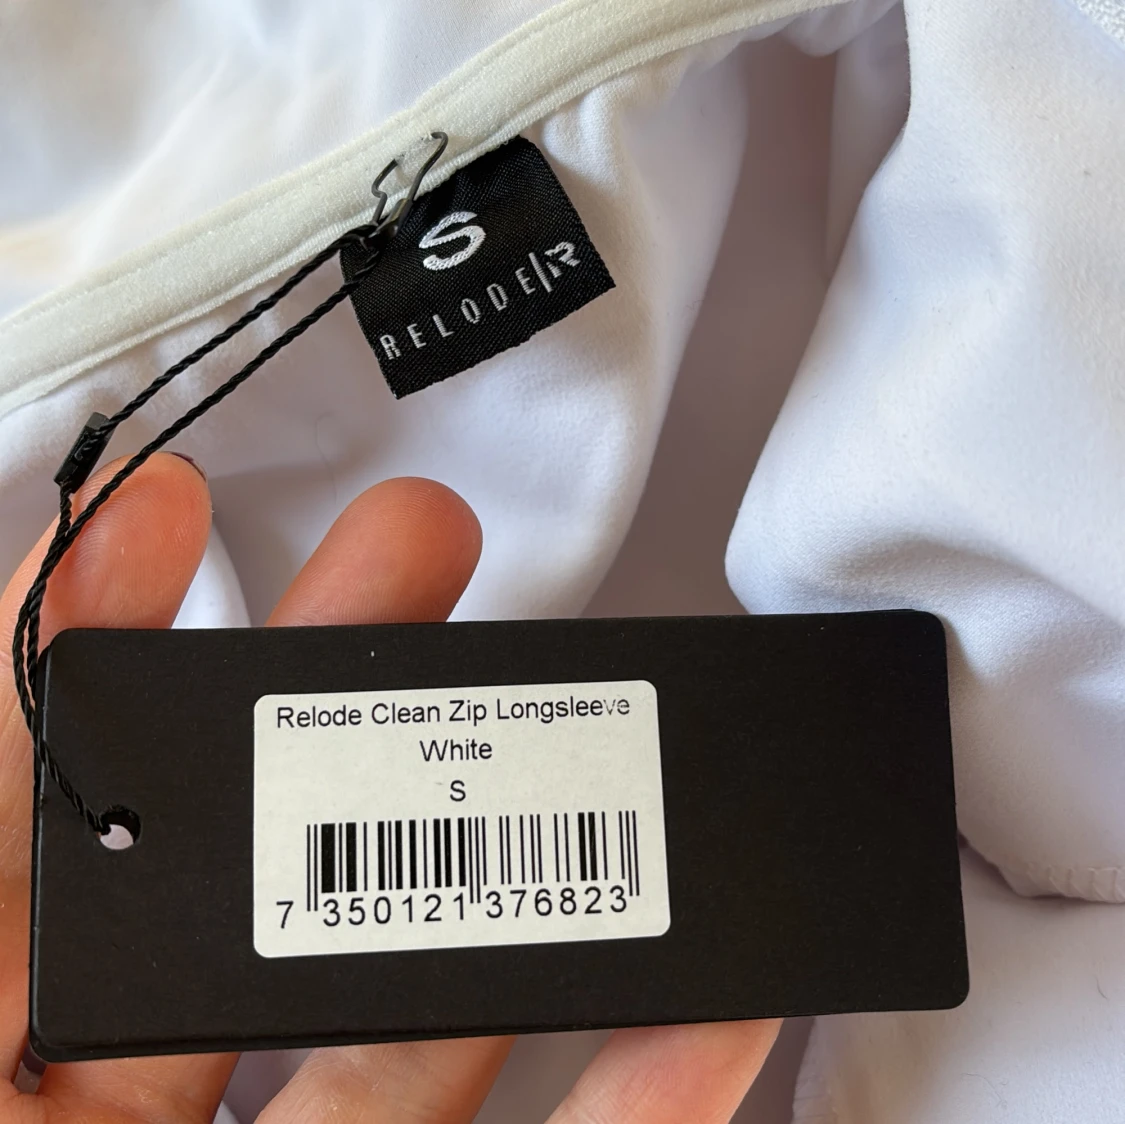 S
RELODE
Relode Clean Zip Longsleeve
White
S
7 350121 376823